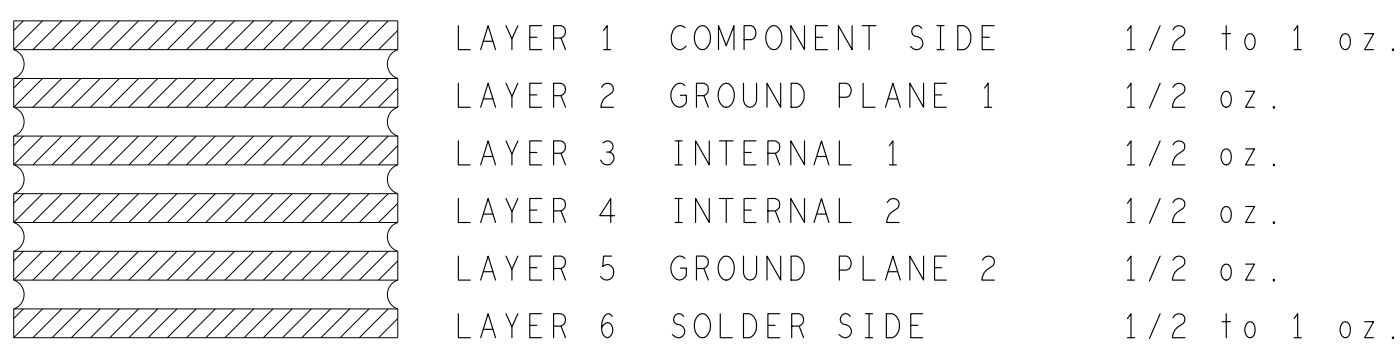 LAYER 1 COMPONENT SIDE 1/2 to 1 oz.
LAYER 2 GROUND PLANE 1 1/2 oz.
LAYER 3 INTERNAL 1 1/2 oz.
LAYER 4 INTERNAL 2 1/2 oz.
LAYER 5 GROUND PLANE 2 1/2 oz.
LAYER 6 SOLDER SIDE 1/2 to 1 oz.